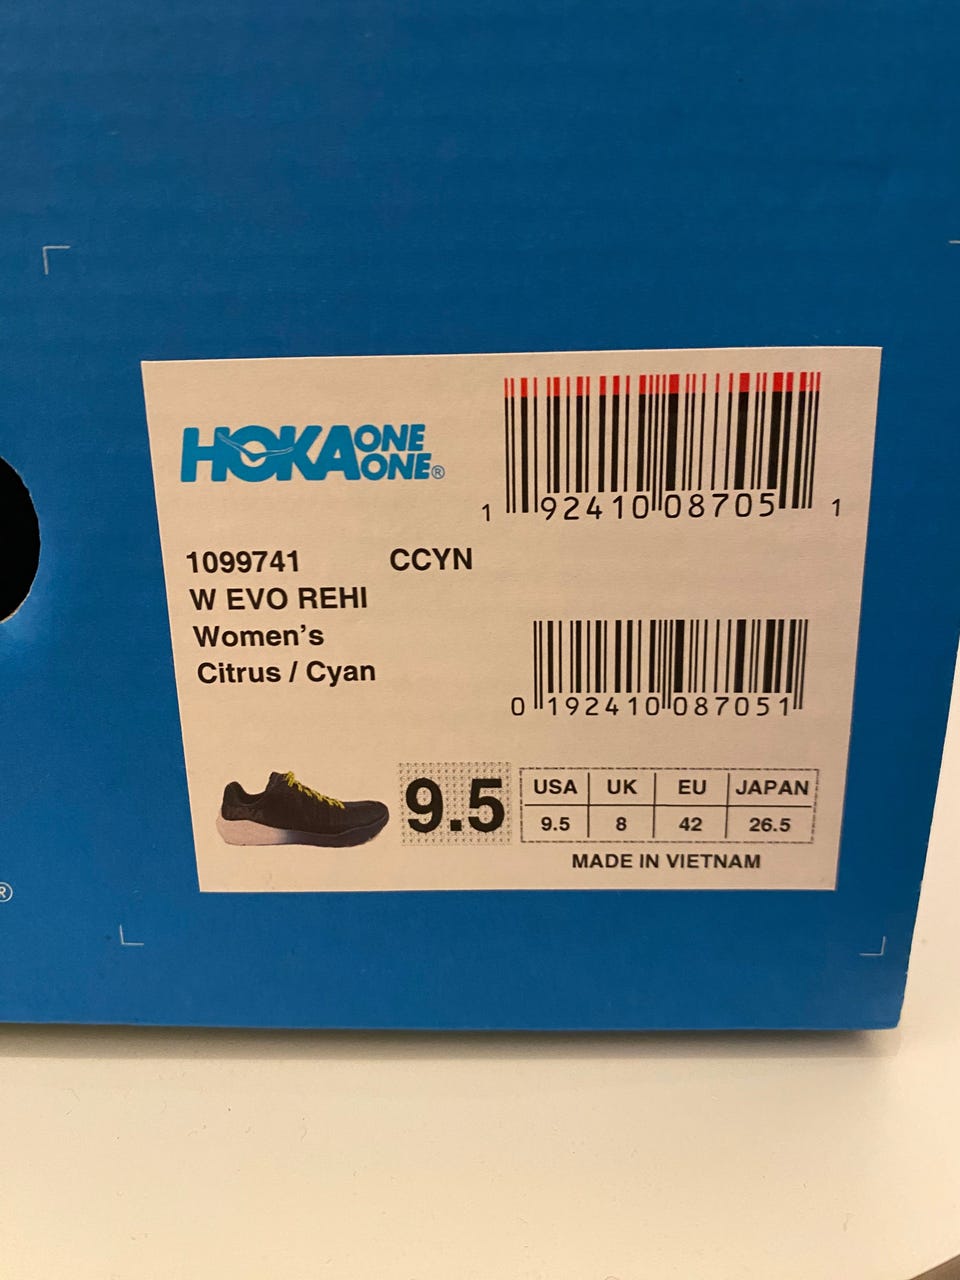 HOKA ONE ONE®
1 92410 08705 1
1099741 CCYN
W EVO REHI
Women's
Citrus / Cyan
0 192410 087051
9.5
USA UK EU JAPAN
9.5 8 42 26.5
MADE IN VIETNAM
®